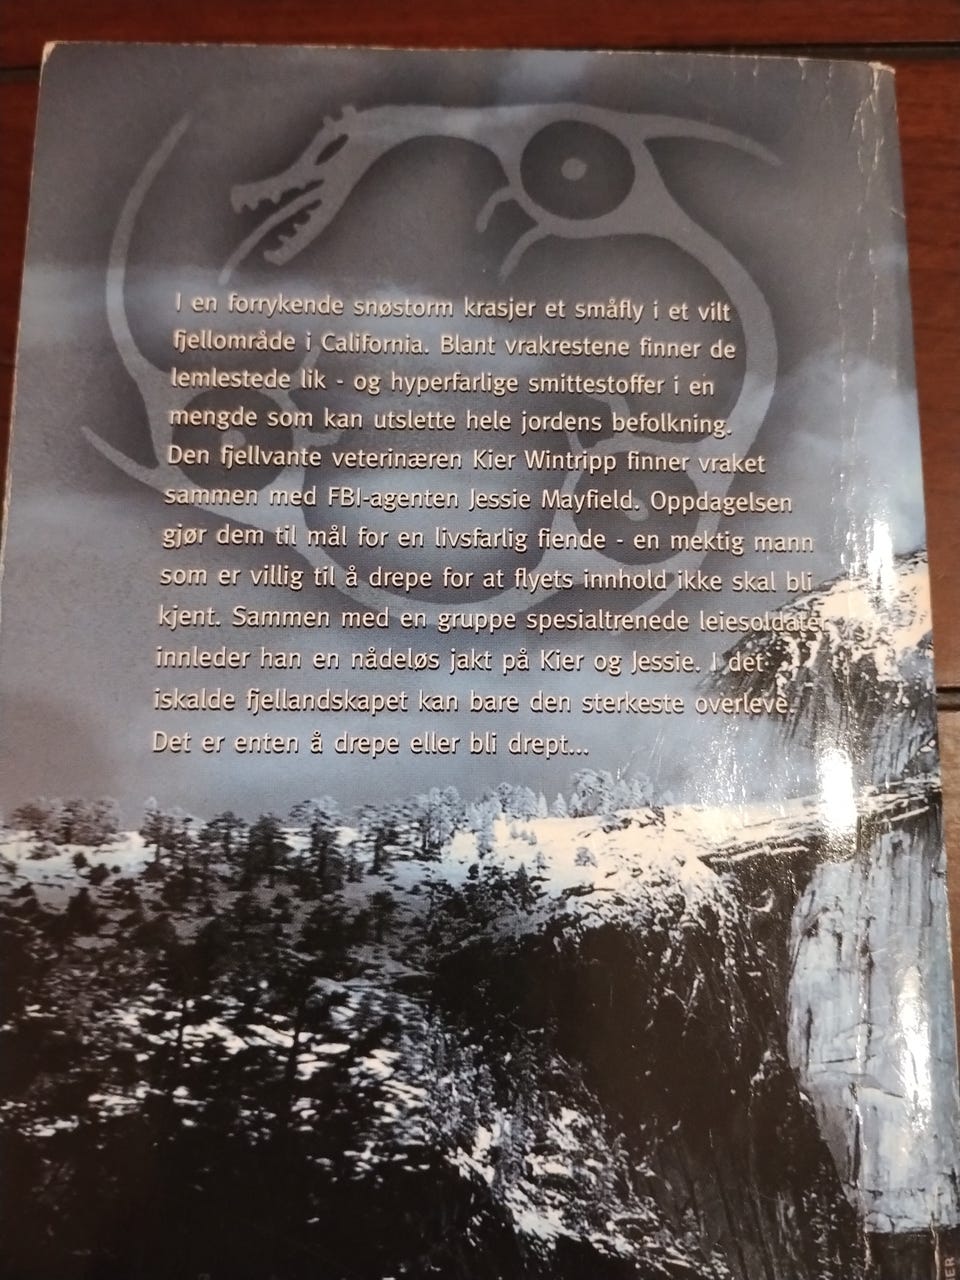 I en forrykende snøstorm krasjer et småfly i et vilt
fjellområde i California. Blant vrakrestene finner de
lemlestede lik - og hyperfarlige smittestoffer i en
mengde som kan utslette hele jordens befolkning.
Den fjellvante veterinæren Kier Wintripp finner vraket
sammen med FBI-agenten Jessie Mayfield. Oppdagelsen
gjør dem til mål for en livsfarlig fiende - en mektig mann
som er villig til å drepe for at flyets innhold ikke skal bli
kjent. Sammen med en gruppe spesialtrenede leiesoldater
innleder han en nådeløs jakt på Kier og Jessie. I det
iskalde fjellandskapet kan bare den sterkeste overleve.
Det er enten å drepe eller bli drept...